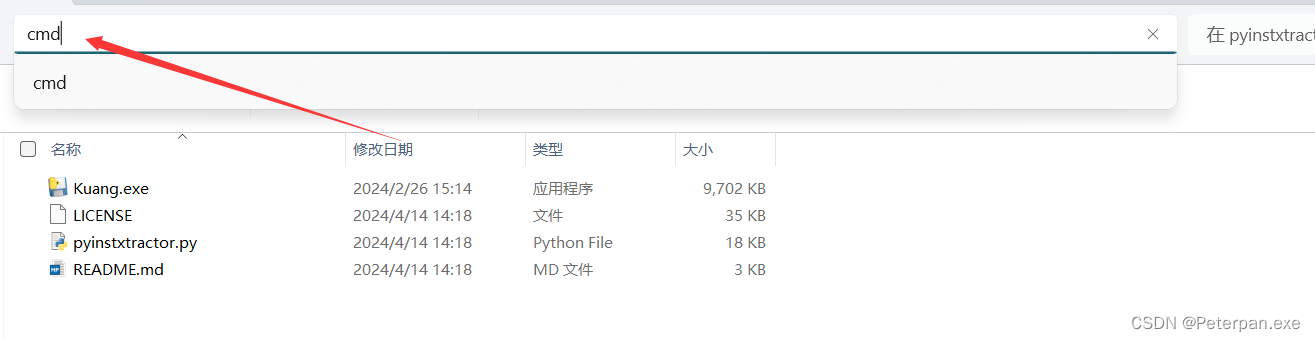 cmd
在 pyinstxtract
cmd
名称 修改日期 类型 大小
Kuang.exe 2024/2/26 15:14 应用程序 9,702 KB
LICENSE 2024/4/14 14:18 文件 35 KB
pyinstxtractor.py 2024/4/14 14:18 Python File 18 KB
README.md 2024/4/14 14:18 MD 文件 3 KB
CSDN @Peterpan.exe